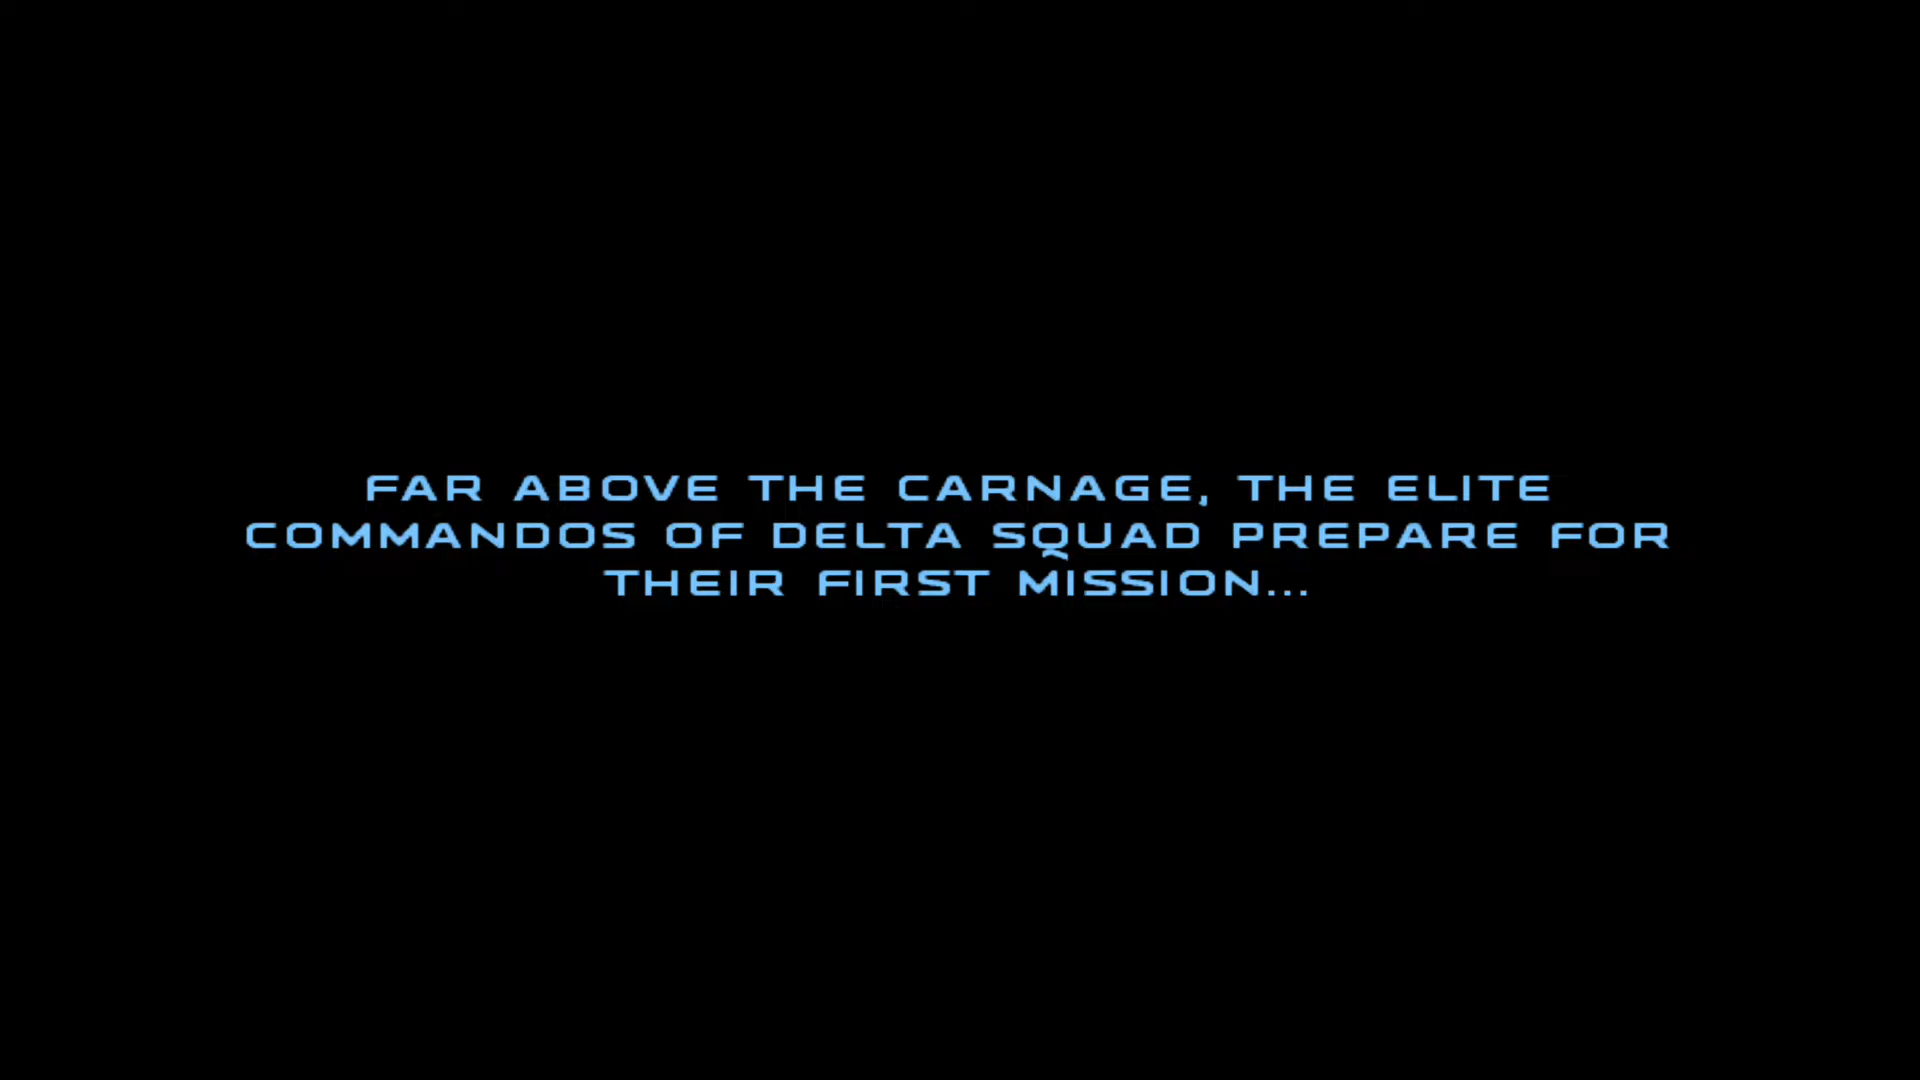 FAR ABOVE THE CARNAGE, THE ELITE
COMMANDOS OF DELTA SQUAD PREPARE FOR
THEIR FIRST MISSION...